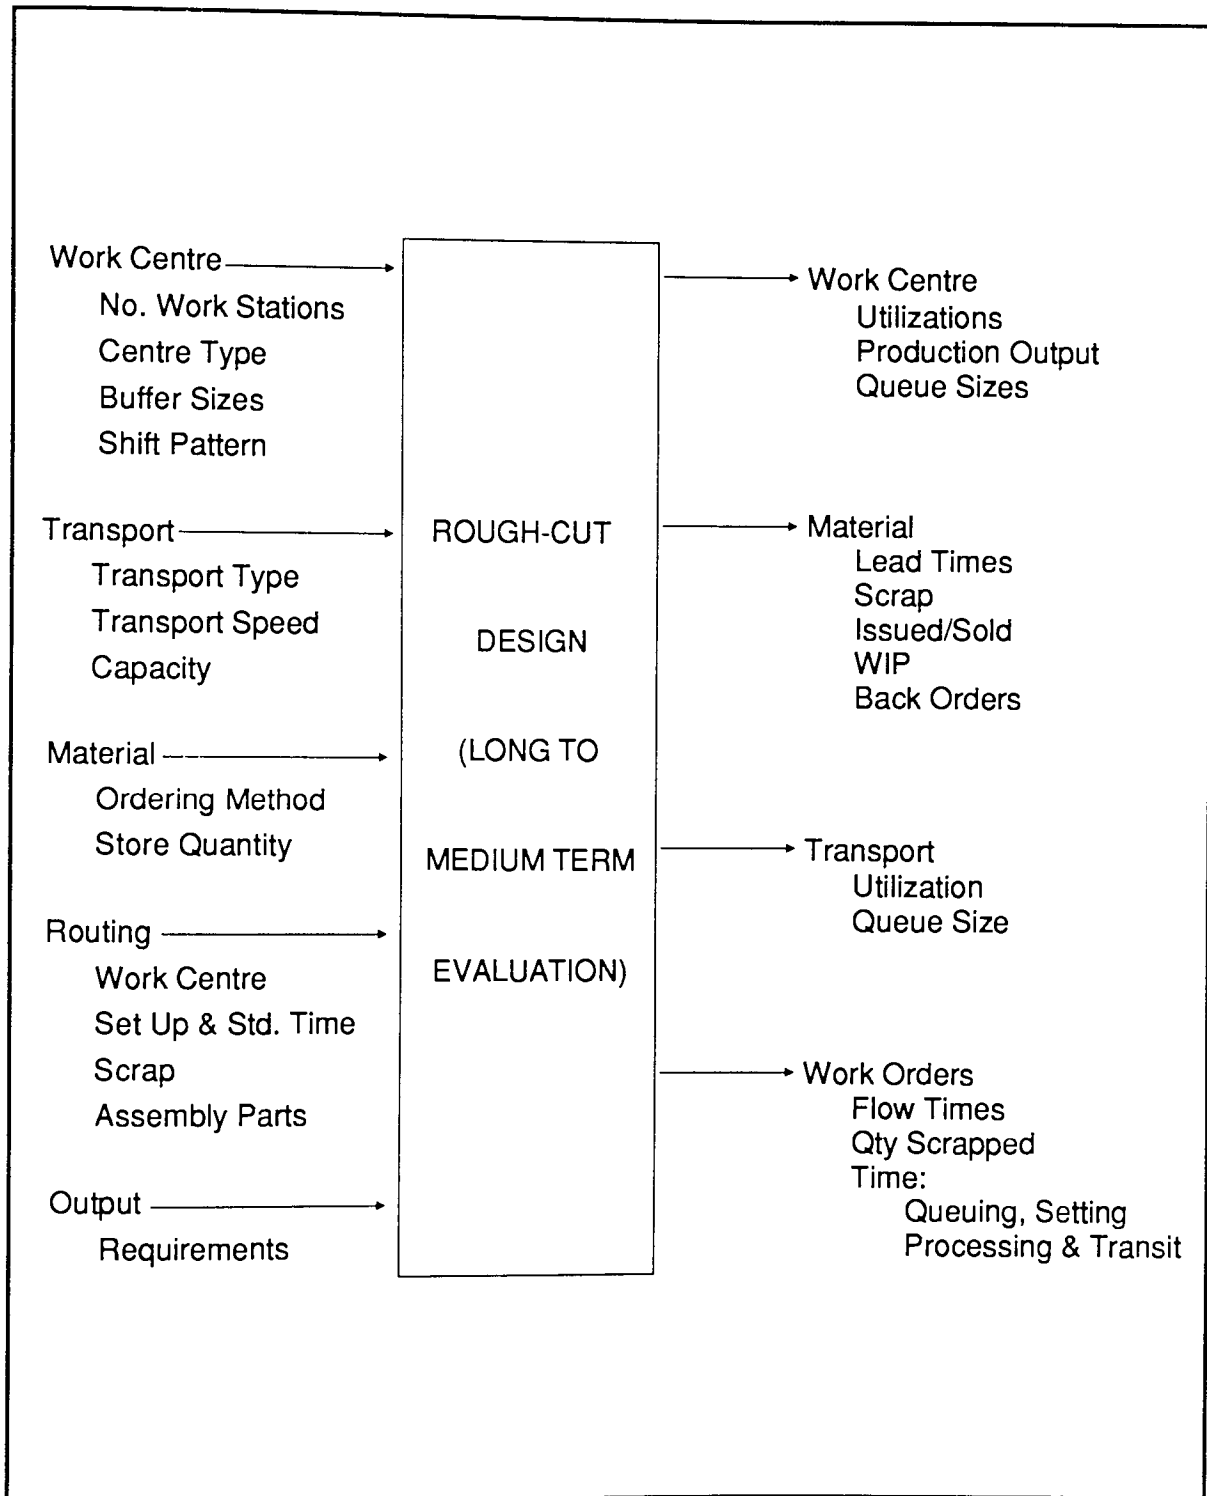 Work Centre
No. Work Stations
Centre Type
Buffer Sizes
Shift Pattern
Transport
Transport Type
Transport Speed
Capacity
Material
Ordering Method
Store Quantity
Routing
Work Centre
Set Up & Std. Time
Scrap
Assembly Parts
Output
Requirements
ROUGH-CUT
DESIGN
(LONG TO
MEDIUM TERM
EVALUATION)
Work Centre
Utilizations
Production Output
Queue Sizes
Material
Lead Times
Scrap
Issued/Sold
WIP
Back Orders
Transport
Utilization
Queue Size
Work Orders
Flow Times
Qty Scrapped
Time:
Queuing, Setting
Processing & Transit